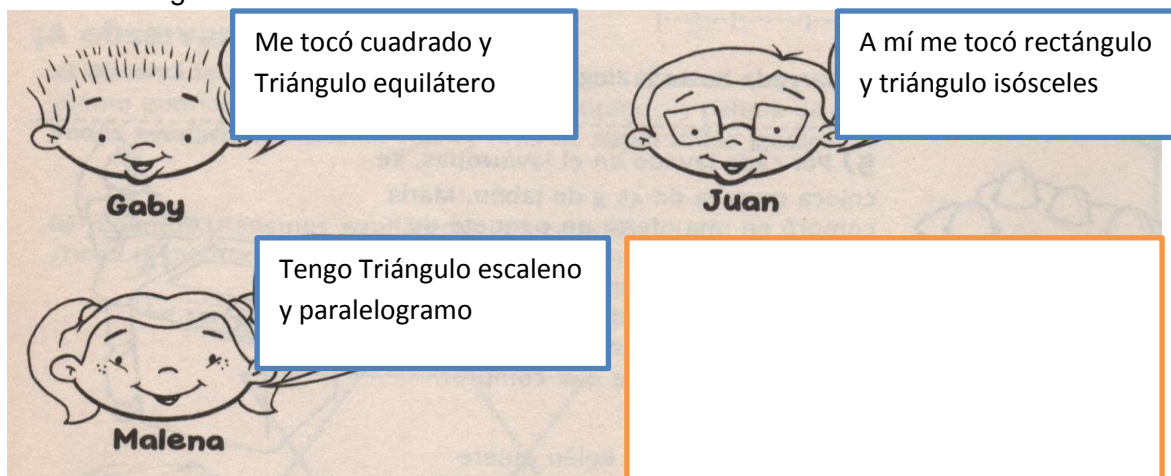 Me tocó cuadrado y
Triángulo equilátero
A mí me tocó rectángulo
y triángulo isósceles
Gaby
Juan
Tengo Triángulo escaleno
y paralelogramo
Malena